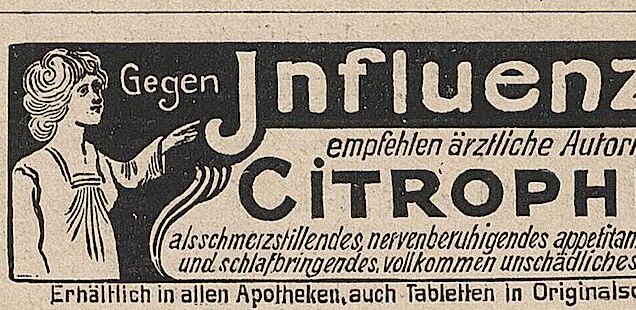 Gegen Jnfluenz
empfehlen ärztliche Autori
CiTROPH
als schmerzstillendes, nervenberuhigendes appetitan
und schlafbringendes, vollkommen unschädliches
Erhältlich in allen Apotheken, auch Tabletten in Originalsc